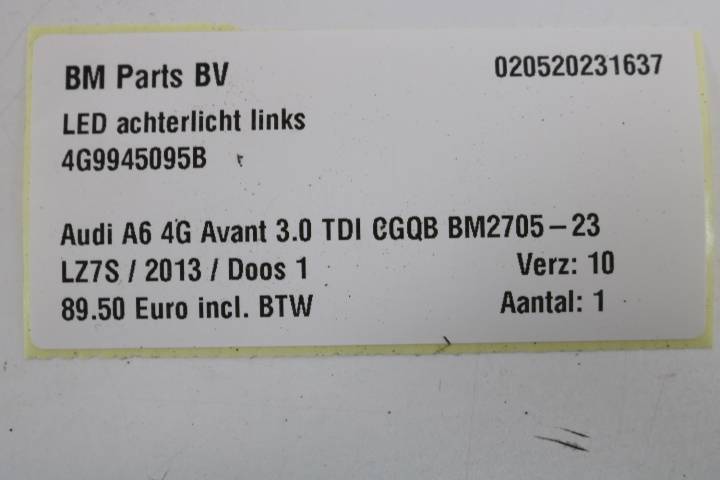 BM Parts BV 020520231637
LED achterlicht links
4G9945095B
Audi A6 4G Avant 3.0 TDI CGQB BM2705-23
LZ7S / 2013 / Doos 1 Verz: 10
89.50 Euro incl. BTW Aantal: 1